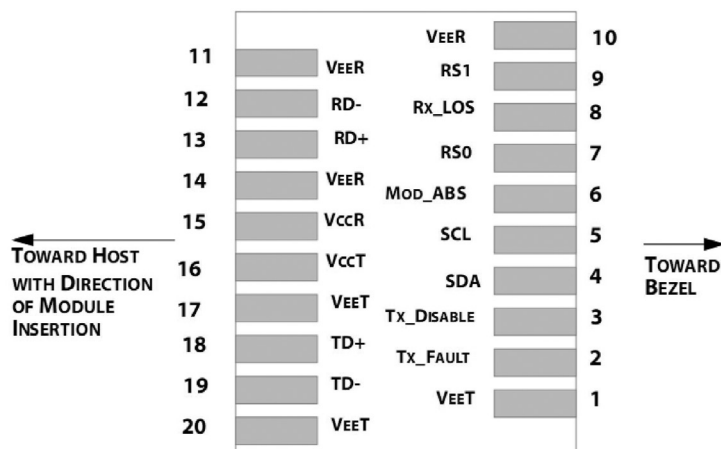 11 VEER
12 RD-
13 RD+
14 VEER
15 VCCR
16 VCCT
17 VEET
18 TD+
19 TD-
20 VEET
VEER 10
RS1 9
RX_LOS 8
RS0 7
MOD_ABS 6
SCL 5
SDA 4
TX_DISABLE 3
TX_FAULT 2
VEET 1
TOWARD HOST
WITH DIRECTION
OF MODULE
INSERTION
TOWARD
BEZEL